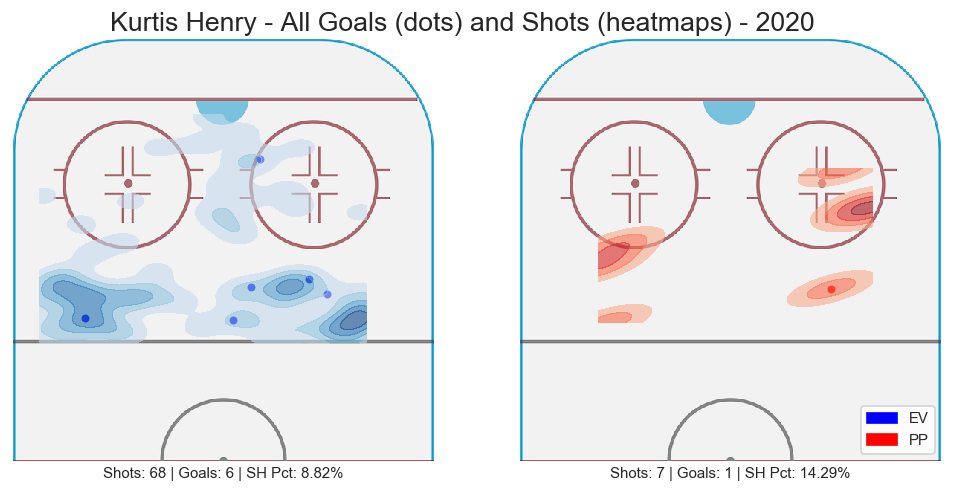 Kurtis Henry - All Goals (dots) and Shots (heatmaps) - 2020
EV
PP
Shots: 68 | Goals: 6 | SH Pct: 8.82%
Shots: 7 | Goals: 1 | SH Pct: 14.29%